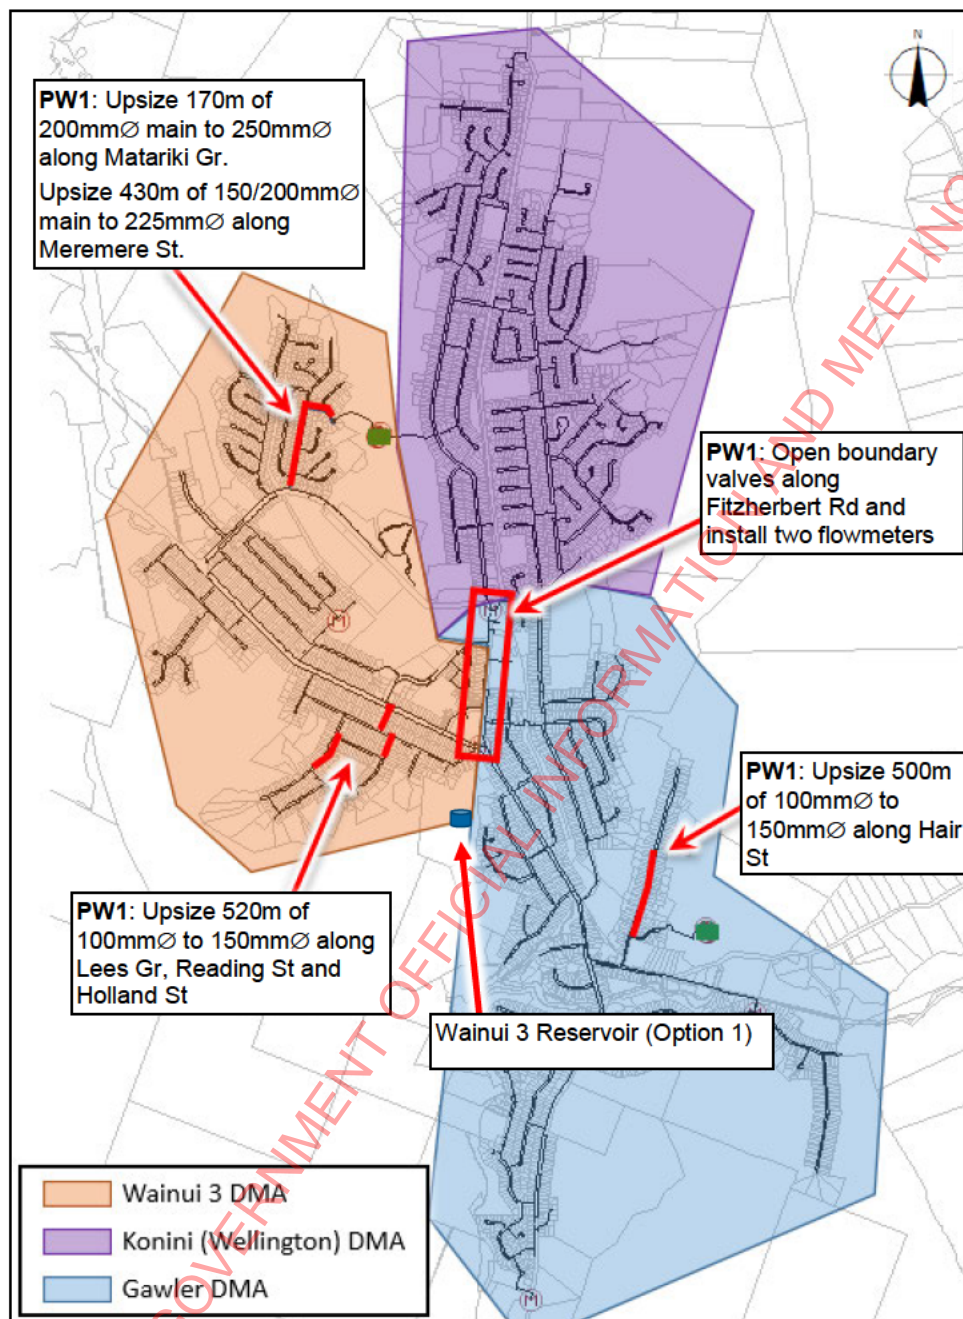 N
PW1: Upsize 170m of
200mm∅ main to 250mm∅
along Matariki Gr.
Upsize 430m of 150/200mm∅
main to 225mm∅ along
Meremere St.
PW1: Open boundary
valves along
Fitzherbert Rd and
install two flowmeters
M
M
PW1: Upsize 500m
of 100mm∅ to
150mm∅ along Hair
St
PW1: Upsize 520m of
100mm∅ to 150mm∅ along
Lees Gr, Reading St and
Holland St
Wainui 3 Reservoir (Option 1)
Wainui 3 DMA
Konini (Wellington) DMA
Gawler DMA
M
GOVERNMENT OFFICIAL INFORMATION AND MEETING